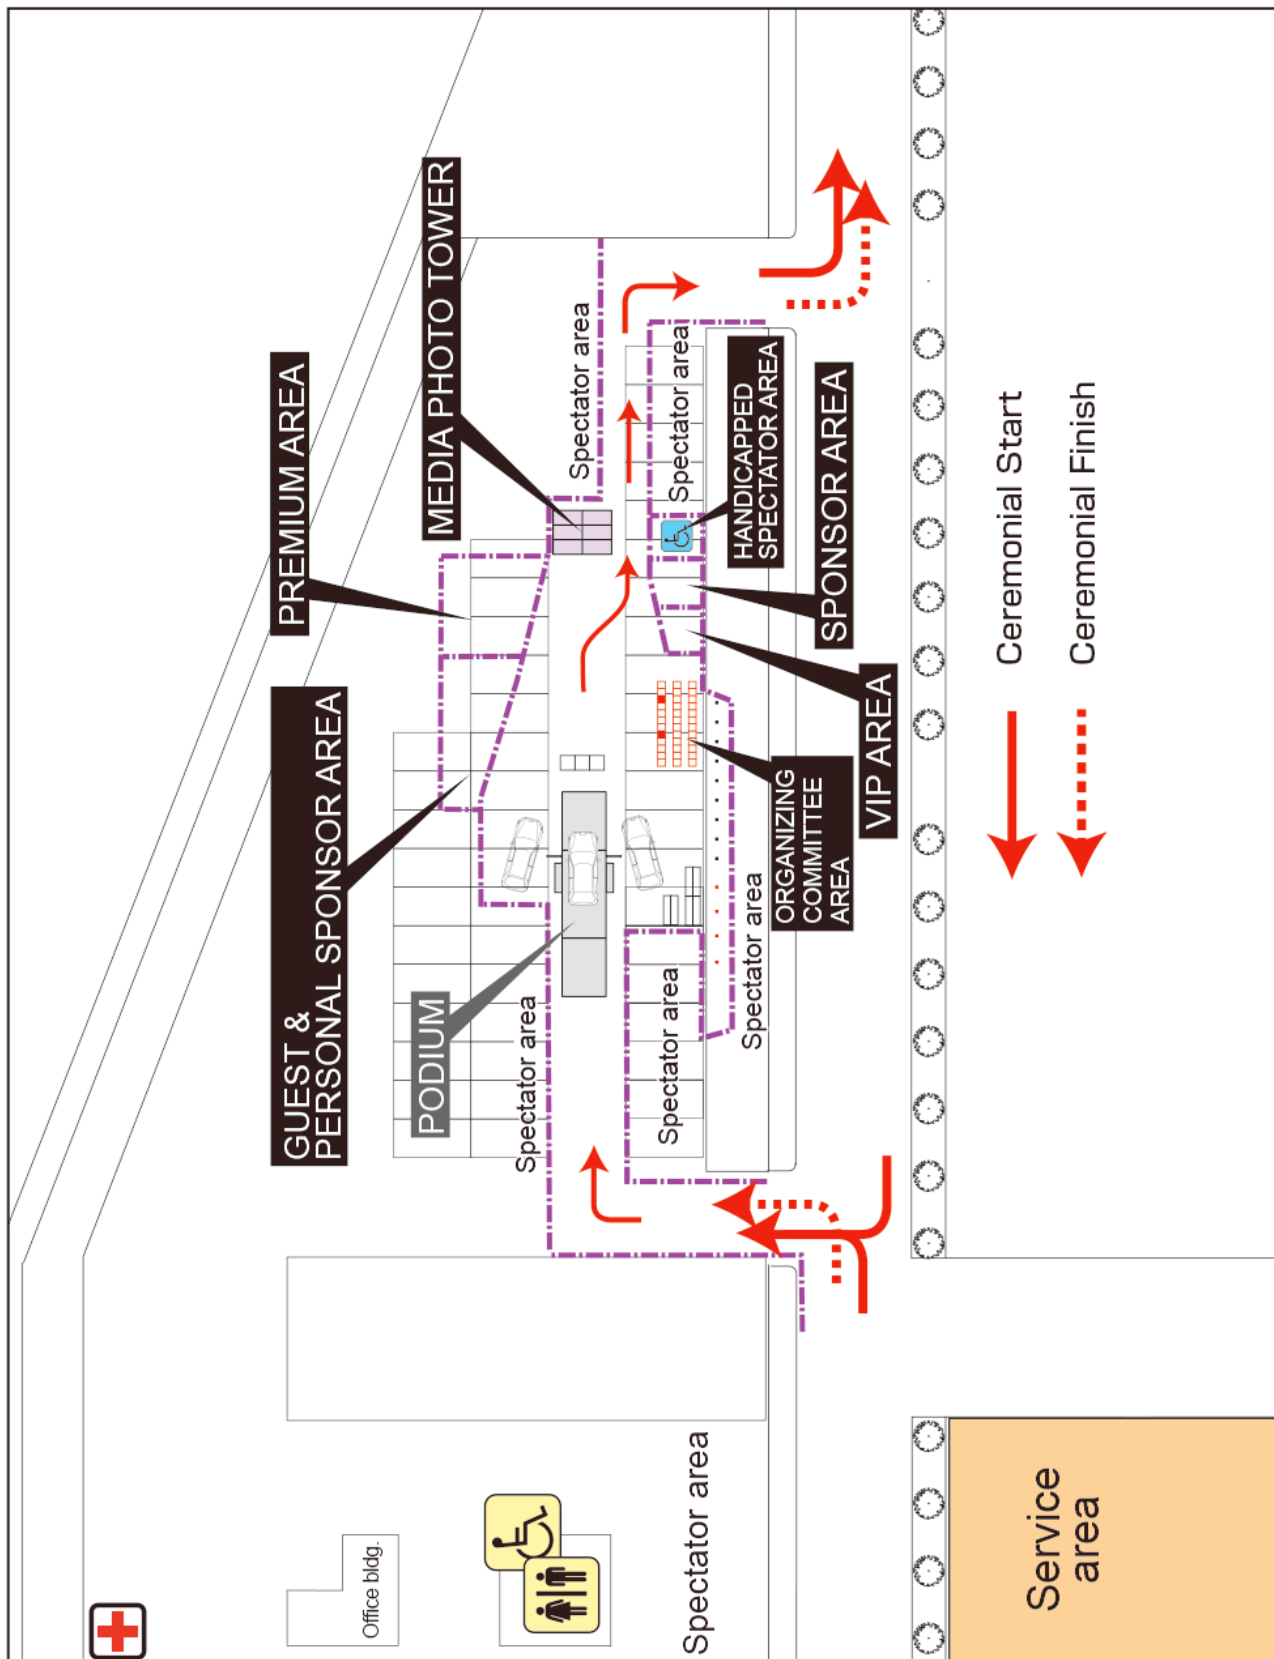 PREMIUM AREA
MEDIA PHOTO TOWER
GUEST &
PERSONAL SPONSOR AREA
PODIUM
Spectator area
Spectator area
Spectator area
Spectator area
Spectator area
HANDICAPPED
SPECTATOR AREA
SPONSOR AREA
VIP AREA
ORGANIZING
COMMITTEE
AREA
Ceremonial Start
Ceremonial Finish
Office bldg.
Spectator area
Service
area